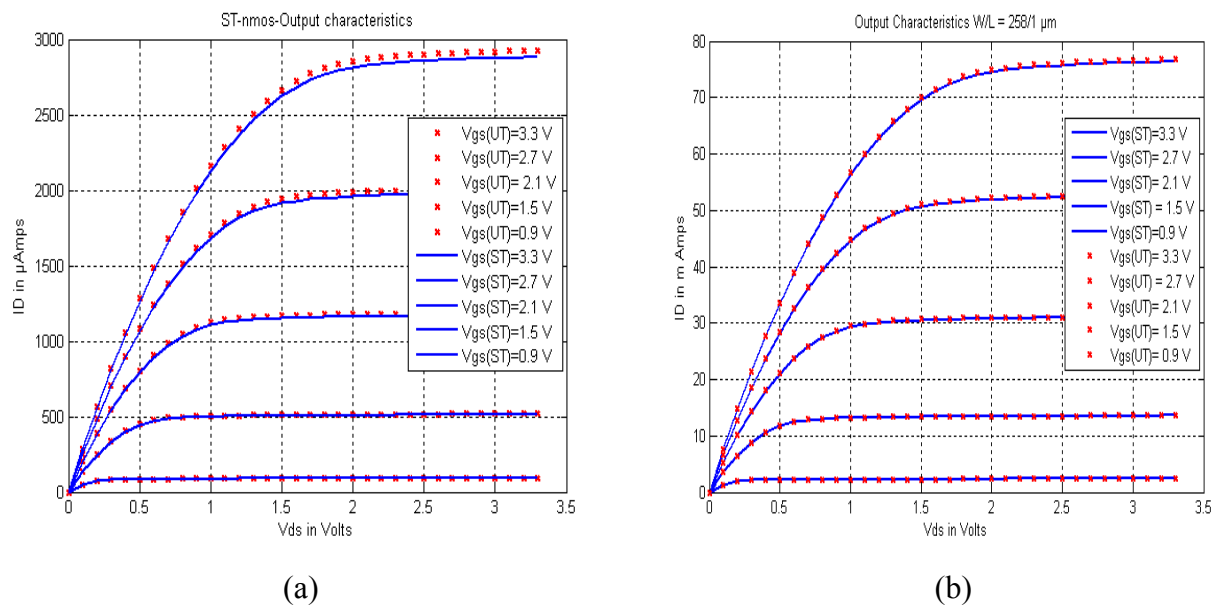 ST-nmos-Output characteristics
ID in µAmps
3000
2500
2000
1500
1000
500
0
0 0.5 1 1.5 2 2.5 3 3.5
Vds in Volts
Vgs(UT)=3.3 V
Vgs(UT)=2.7 V
Vgs(UT)= 2.1 V
Vgs(UT)=1.5 V
Vgs(UT)=0.9 V
Vgs(ST)=3.3 V
Vgs(ST)=2.7 V
Vgs(ST)=2.1 V
Vgs(ST)=1.5 V
Vgs(ST)=0.9 V
(a)
Output Characteristics W/L = 258/1 µm
ID in m Amps
80
70
60
50
40
30
20
10
0
0 0.5 1 1.5 2 2.5 3 3.5
Vds in Volts
Vgs(ST)=3.3 V
Vgs(ST)=2.7 V
Vgs(ST)=2.1 V
Vgs(ST) = 1.5 V
Vgs(ST)=0.9 V
Vgs(UT)= 3.3 V
Vgs(UT) = 2.7 V
Vgs(UT)= 2.1 V
Vgs(UT)= 1.5 V
Vgs(UT)= 0.9 V
(b)